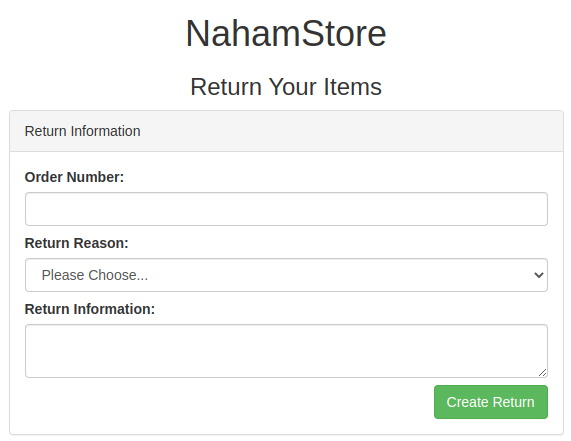 NahamStore
Return Your Items
Return Information
Order Number:
Return Reason:
Please Choose...
Return Information:
Create Return